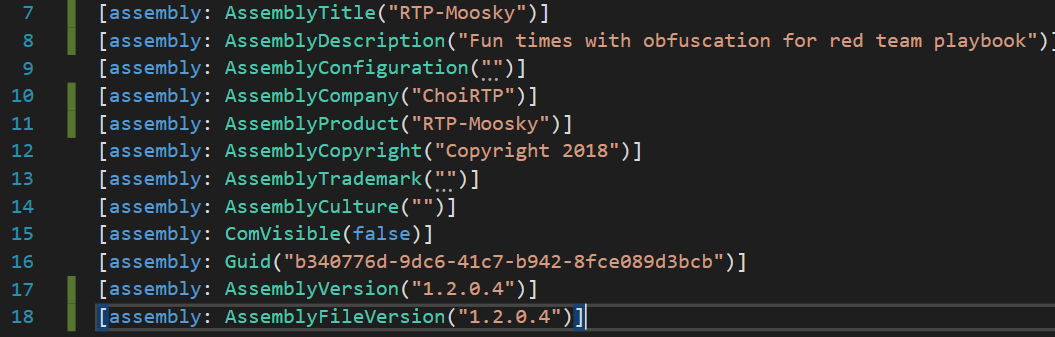 7 [assembly: AssemblyTitle("RTP-Moosky")]
8 [assembly: AssemblyDescription("Fun times with obfuscation for red team playbook")]
9 [assembly: AssemblyConfiguration("")]
10 [assembly: AssemblyCompany("ChoiRTP")]
11 [assembly: AssemblyProduct("RTP-Moosky")]
12 [assembly: AssemblyCopyright("Copyright 2018")]
13 [assembly: AssemblyTrademark("")]
14 [assembly: AssemblyCulture("")]
15 [assembly: ComVisible(false)]
16 [assembly: Guid("b340776d-9dc6-41c7-b942-8fce089d3bcb")]
17 [assembly: AssemblyVersion("1.2.0.4")]
18 [assembly: AssemblyFileVersion("1.2.0.4")]